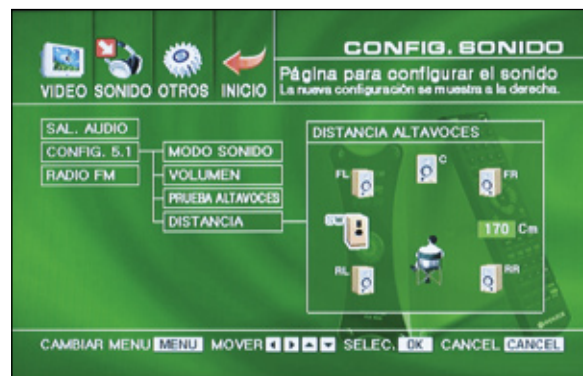 CONFIG. SONIDO
Página para configurar el sonido
La nueva configuración se muestra a la derecha.
VIDEO SONIDO OTROS INICIO
SAL. AUDIO
CONFIG. 5.1
RADIO FM
MODO SONIDO
VOLUMEN
PRUEBA ALTAVOCES
DISTANCIA
DISTANCIA ALTAVOCES
FL
C
FR
SW
170 Cm
RL
RR
CAMBIAR MENU MENU MOVER SELEC. OK CANCEL CANCEL